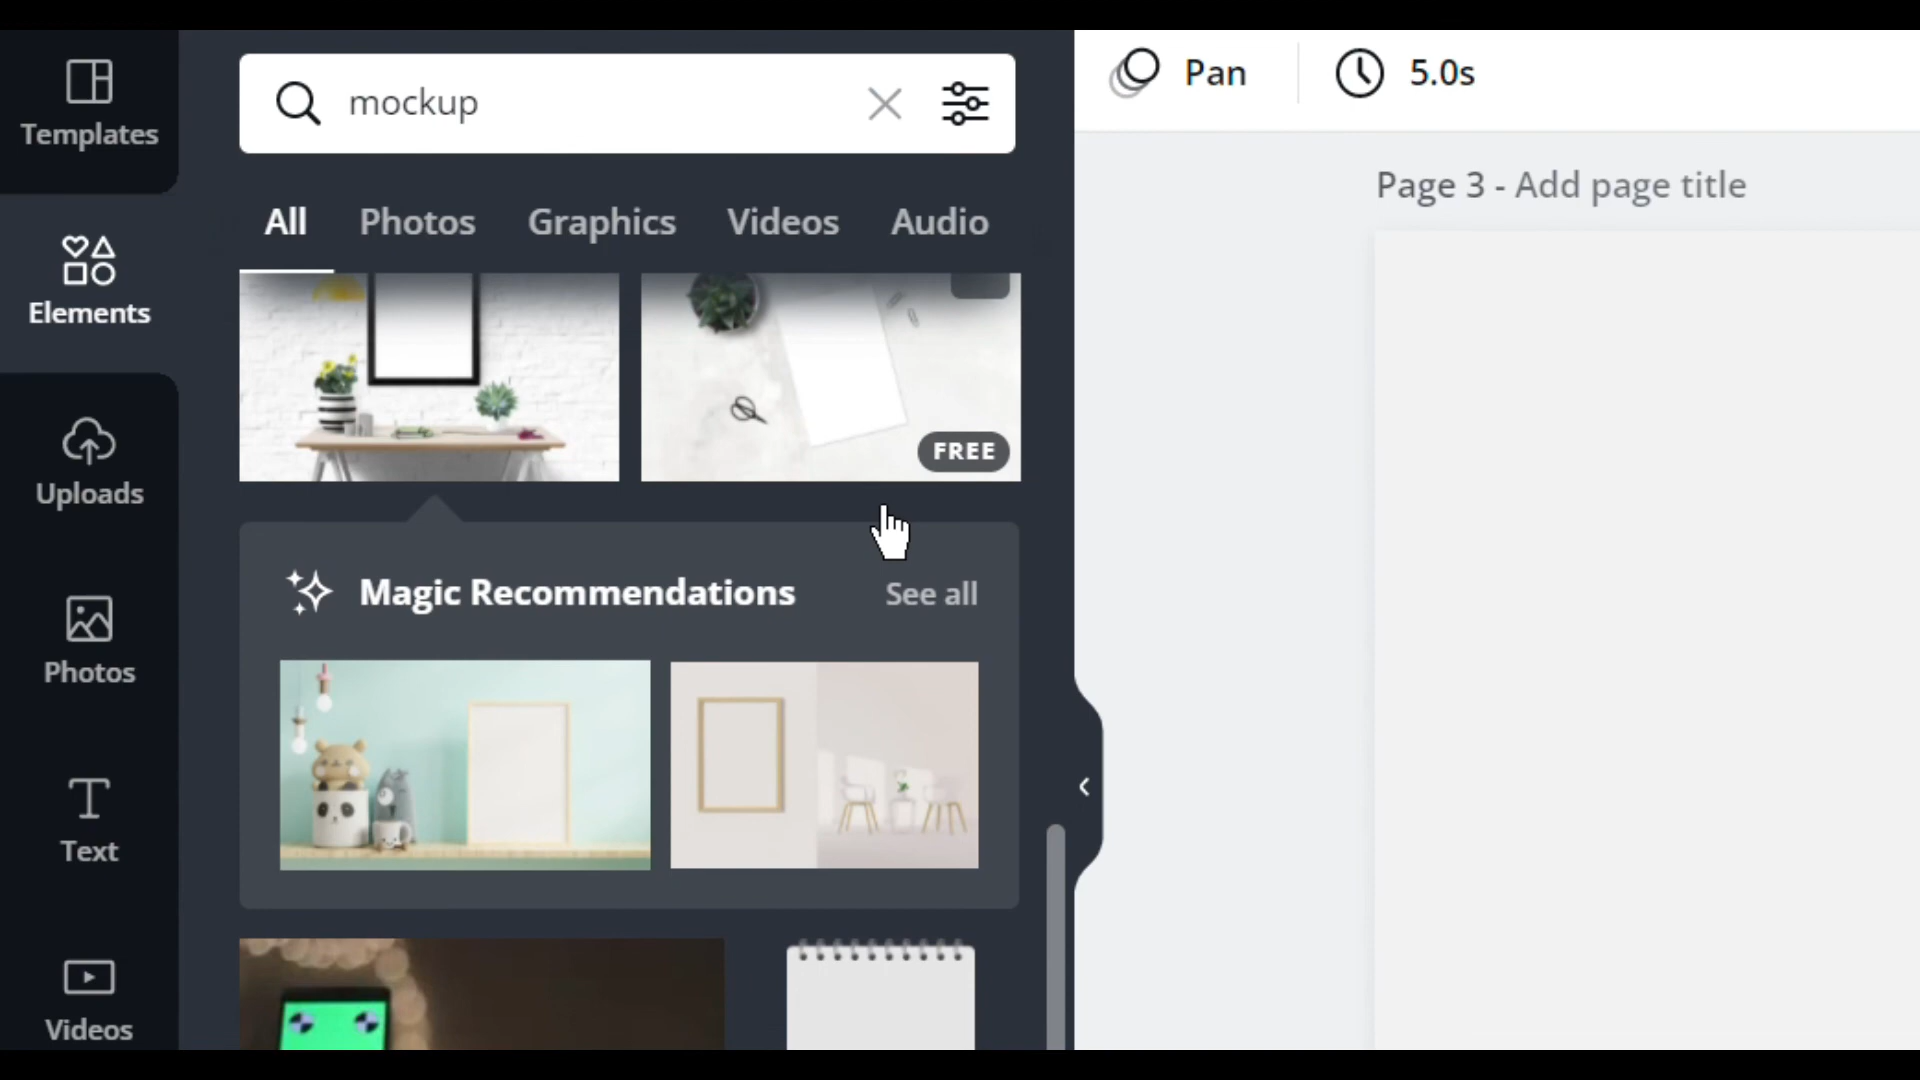 Templates
Elements
Uploads
Photos
Text
Videos
mockup
All Photos Graphics Videos Audio
FREE
Magic Recommendations See all
Pan 5.0s
Page 3 - Add page title